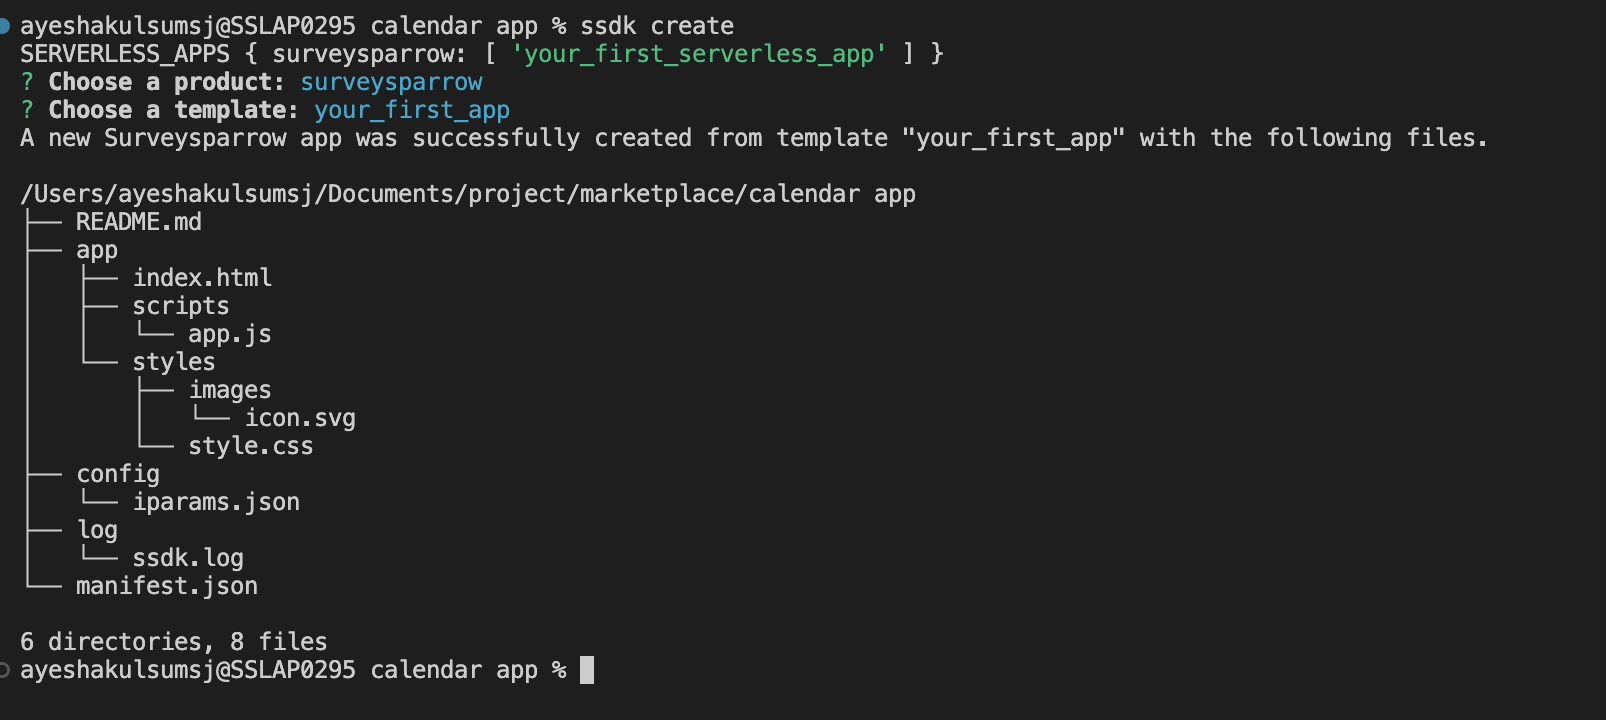 ayeshakulsumsj@SSLAP0295 calendar app % ssdk create
SERVERLESS_APPS { surveysparrow: [ 'your_first_serverless_app' ] }
? Choose a product: surveysparrow
? Choose a template: your_first_app
A new Surveysparrow app was successfully created from template "your_first_app" with the following files.
/Users/ayeshakulsumsj/Documents/project/marketplace/calendar app
├── README.md
├── app
│   ├── index.html
│   ├── scripts
│   │   └── app.js
│   └── styles
│       ├── images
│       │   └── icon.svg
│       └── style.css
├── config
│   └── iparams.json
├── log
│   └── ssdk.log
└── manifest.json
6 directories, 8 files
ayeshakulsumsj@SSLAP0295 calendar app %